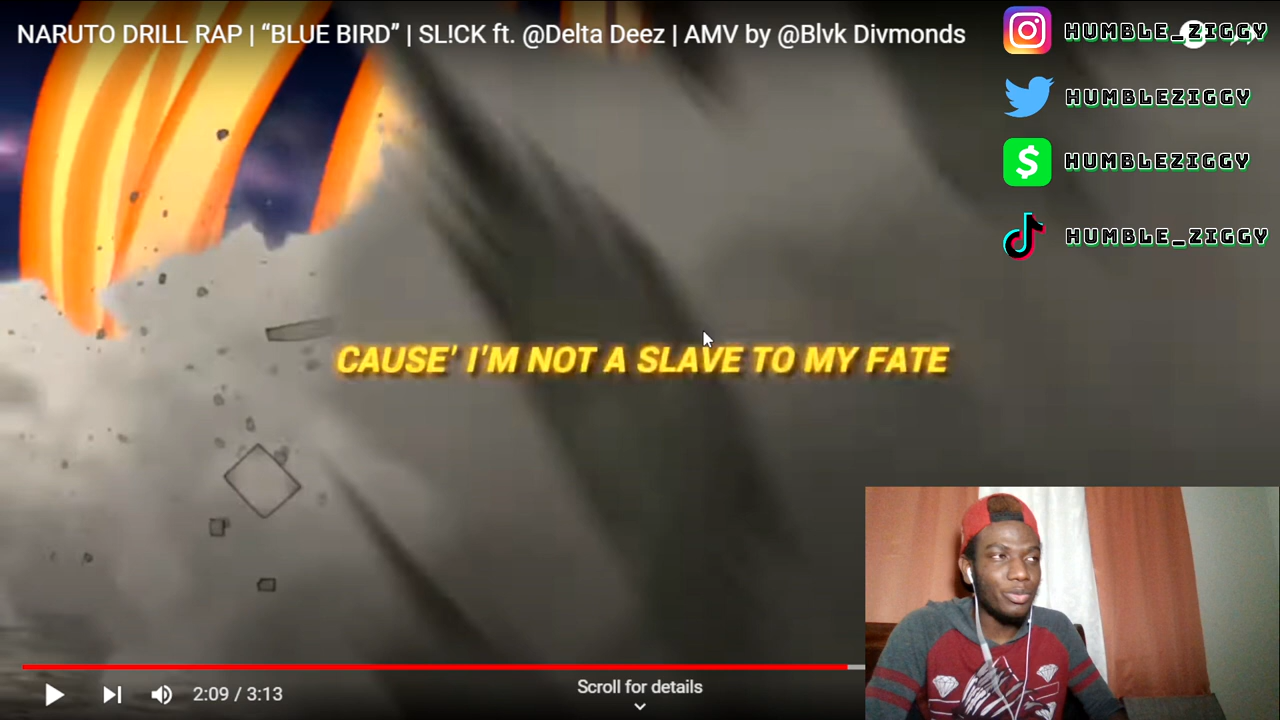 NARUTO DRILL RAP | “BLUE BIRD” | SL!CK ft. @Delta Deez | AMV by @Blvk Divmonds
HUMBLE_ZIGGY
HUMBLEZIGGY
HUMBLEZIGGY
HUMBLE_ZIGGY
CAUSE' I'M NOT A SLAVE TO MY FATE
2:09 / 3:13
Scroll for details